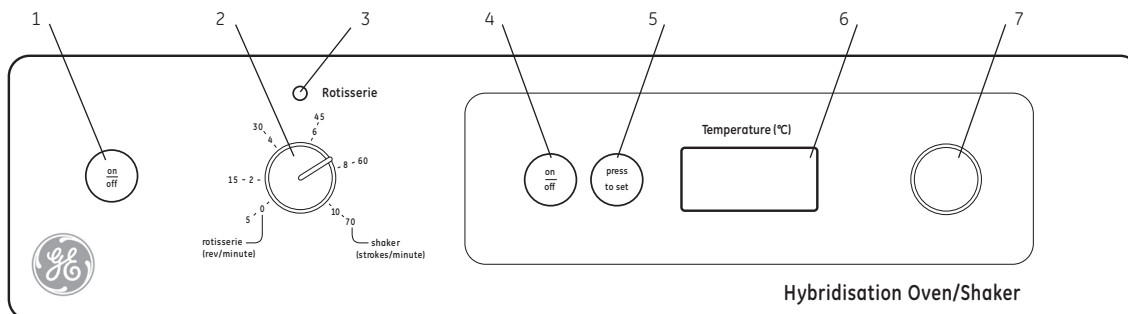 1 2 3 4 5 6 7
Rotisserie
45
30 6
4
8 - 60
15 - 2 -
0 10
5 70
rotisserie
(rev/minute)
shaker
(strokes/minute)
on
off
on
off
press
to set
Temperature (°C)
GE
Hybridisation Oven/Shaker